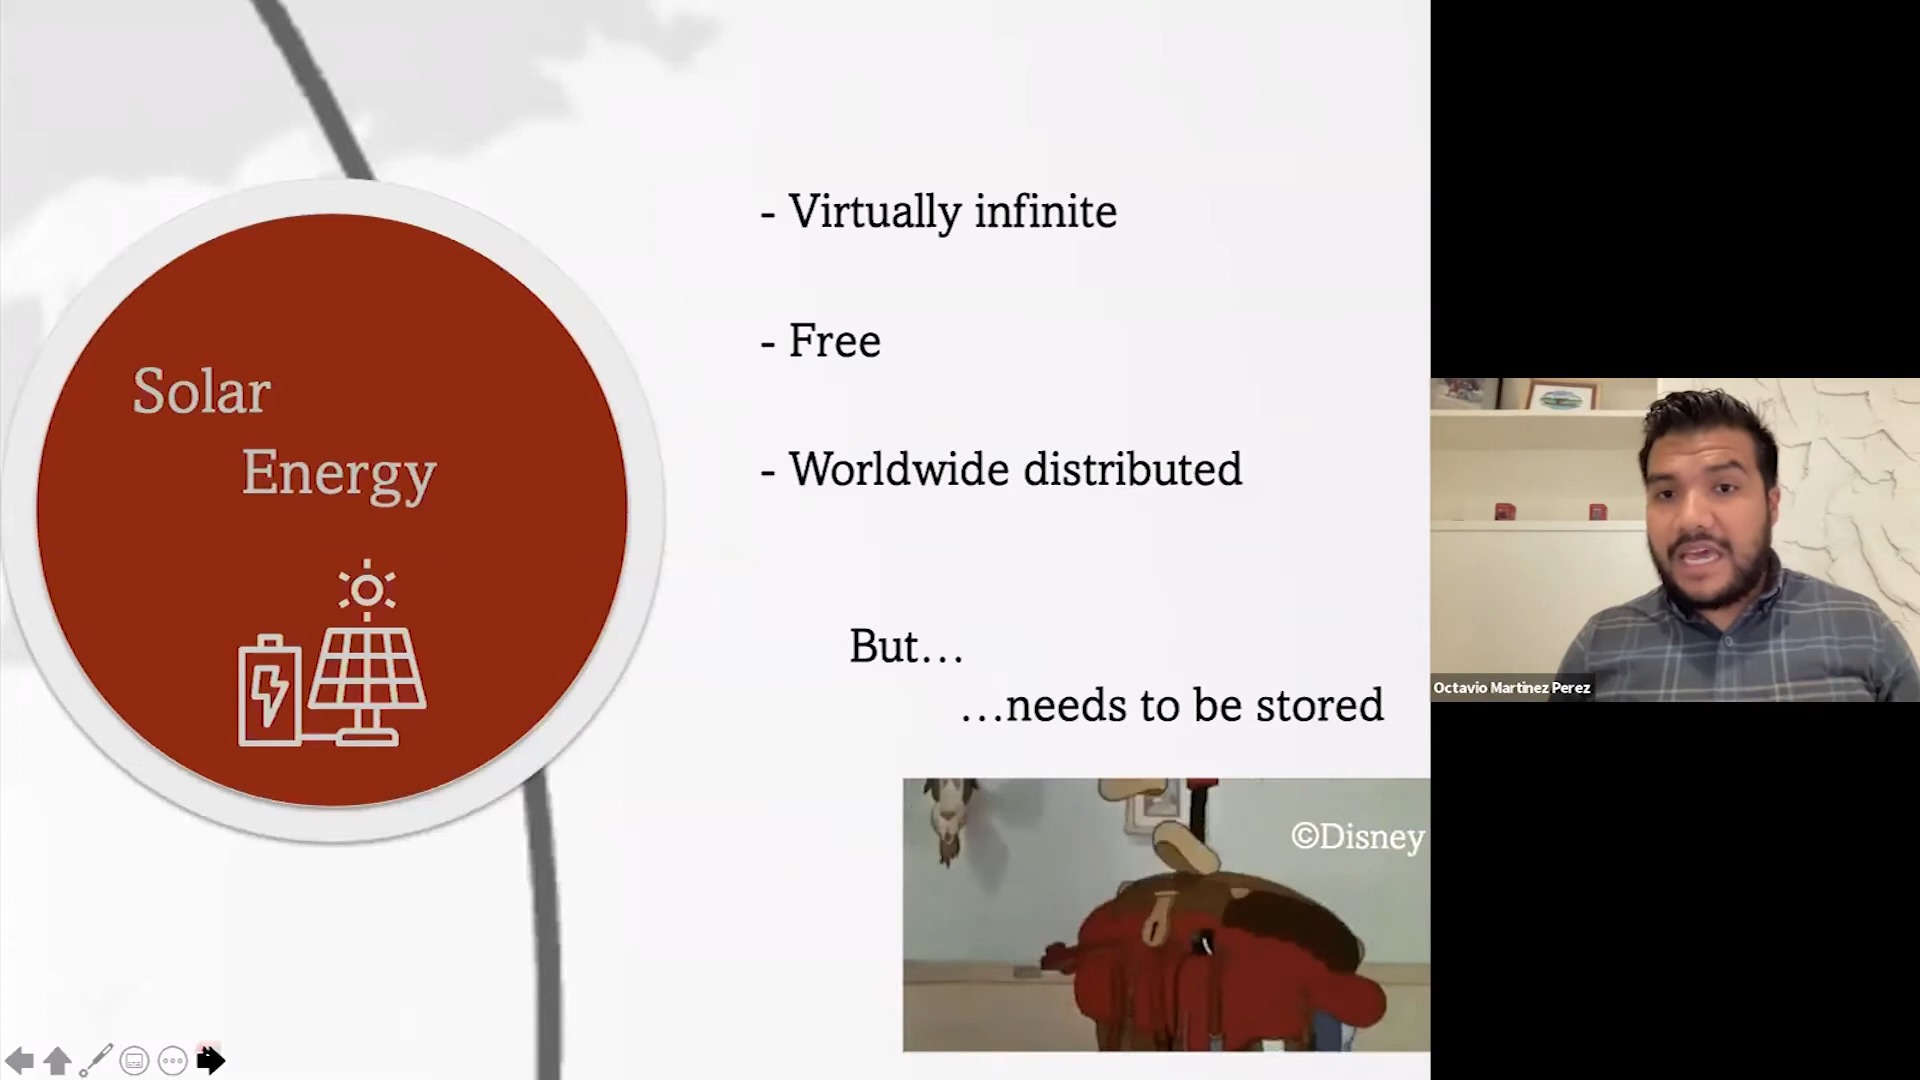 Solar
Energy
- Virtually infinite
- Free
- Worldwide distributed
But...
...needs to be stored
©Disney
Octavio Martinez Perez